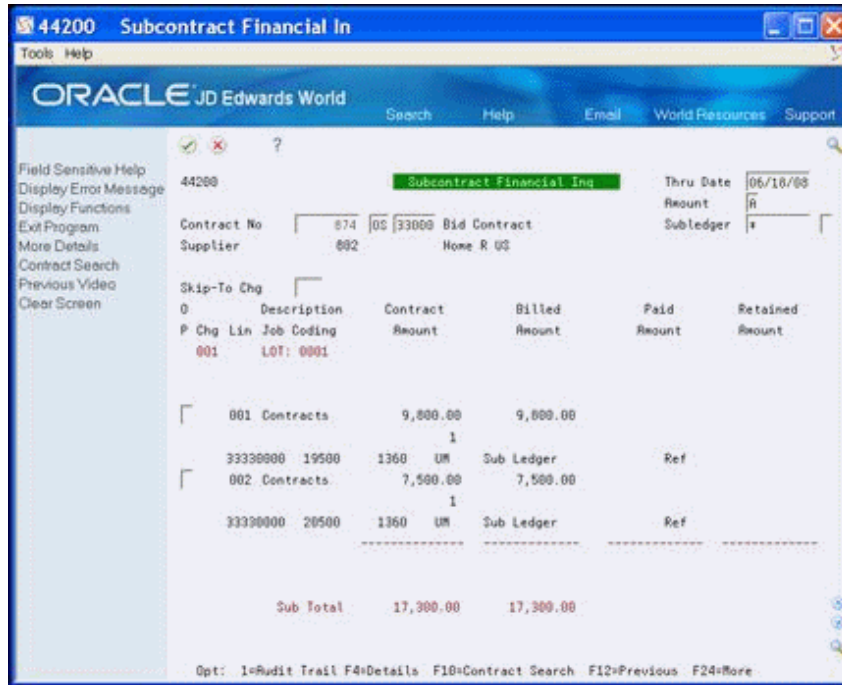 44200 Subcontract Financial In
Tools Help
ORACLE JD Edwards World
Search Help Email World Resources Support
Field Sensitive Help
Display Error Message
Display Functions
Exit Program
More Details
Contract Search
Previous Video
Clear Screen
?
44200 Subcontract Financial Inq Thru Date 06/18/08
Amount A
Contract No 874 OS 33000 Bid Contract Subledger *
Supplier 802 Home R US
Skip-To Chg
O Description Contract Billed Paid Retained
P Chg Lin Job Coding Amount Amount Amount Amount
001 LOT: 0001
001 Contracts 9,800.00 9,800.00
1
33330000 19500 1360 UM Sub Ledger Ref
002 Contracts 7,500.00 7,500.00
1
33330000 20500 1360 UM Sub Ledger Ref
Sub Total 17,300.00 17,300.00
Opt: 1=Audit Trail F4=Details F10=Contract Search F12=Previous F24=More